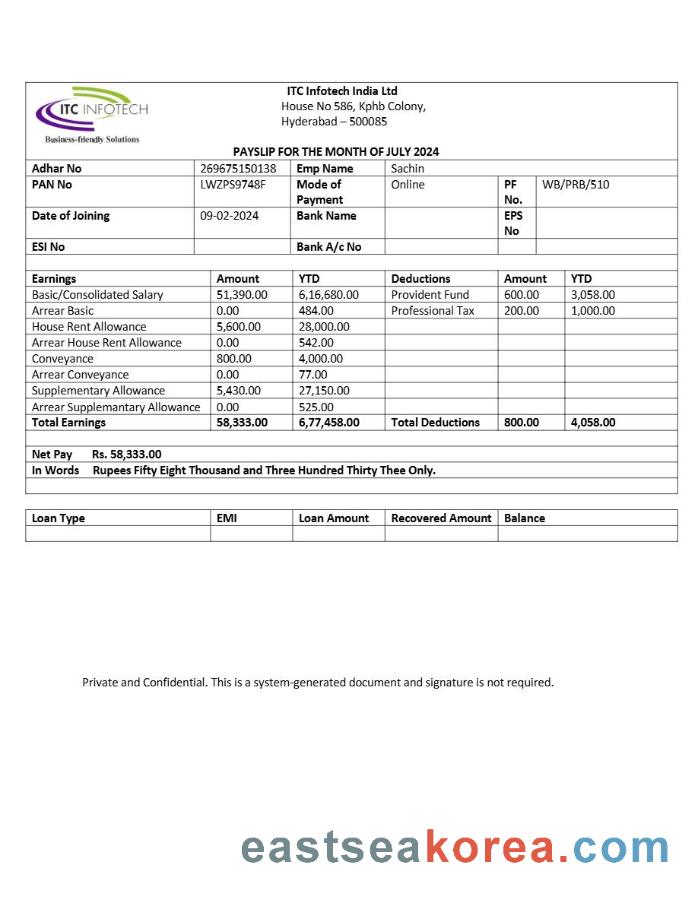 ITC INFOTECH
Business-friendly Solutions
ITC Infotech India Ltd
House No 586, Kphb Colony,
Hyderabad – 500085
PAYSLIP FOR THE MONTH OF JULY 2024
Adhar No 269675150138 Emp Name Sachin
PAN No LWZPS9748F Mode of Payment Online PF No. WB/PRB/510
Date of Joining 09-02-2024 Bank Name EPS No
ESI No Bank A/c No
Earnings Amount YTD Deductions Amount YTD
Basic/Consolidated Salary 51,390.00 6,16,680.00 Provident Fund 600.00 3,058.00
Arrear Basic 0.00 484.00 Professional Tax 200.00 1,000.00
House Rent Allowance 5,600.00 28,000.00
Arrear House Rent Allowance 0.00 542.00
Conveyance 800.00 4,000.00
Arrear Conveyance 0.00 77.00
Supplementary Allowance 5,430.00 27,150.00
Arrear Supplemantary Allowance 0.00 525.00
Total Earnings 58,333.00 6,77,458.00 Total Deductions 800.00 4,058.00
Net Pay Rs. 58,333.00
In Words Rupees Fifty Eight Thousand and Three Hundred Thirty Thee Only.
Loan Type EMI Loan Amount Recovered Amount Balance
Private and Confidential. This is a system-generated document and signature is not required.
eastseakorea.com